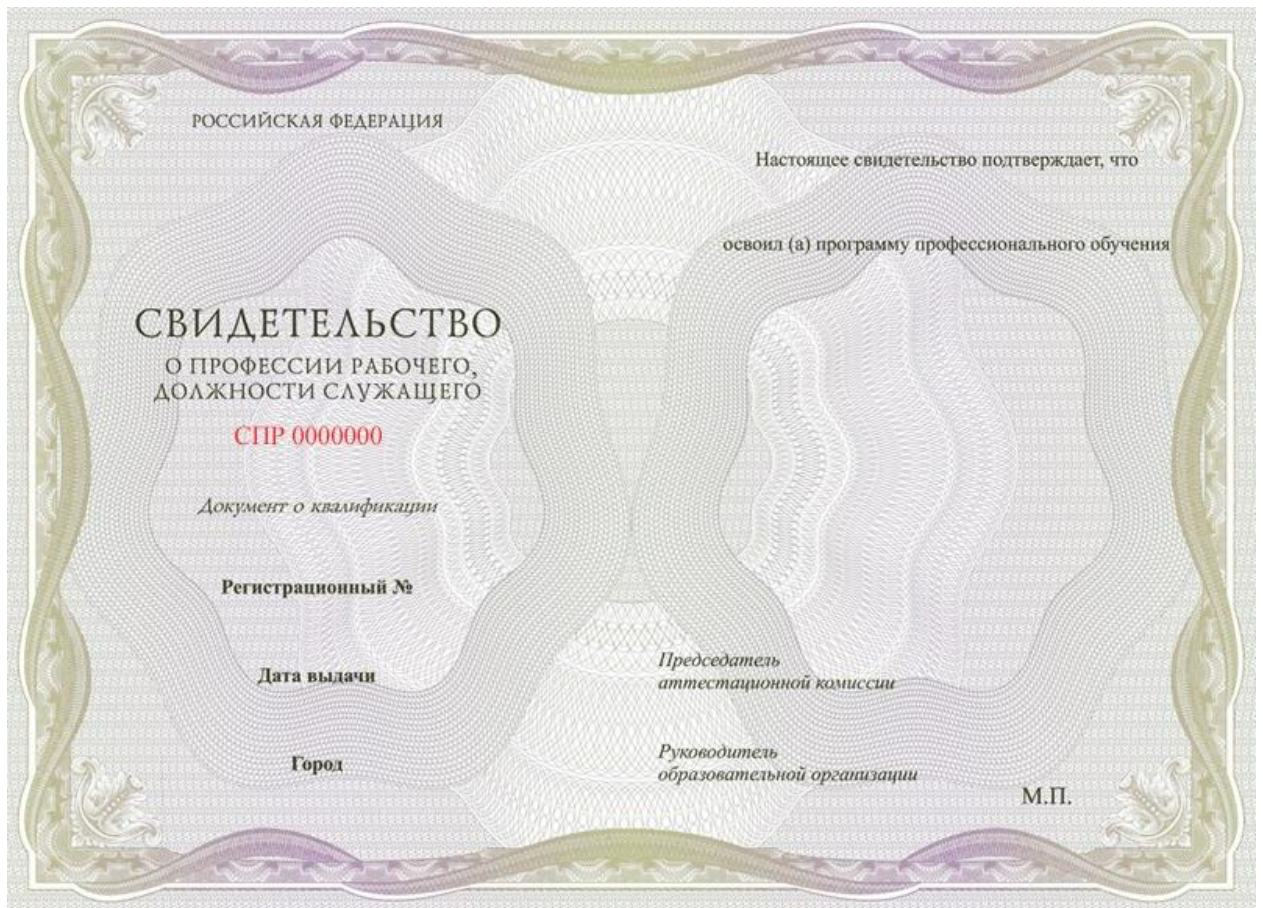 РОССИЙСКАЯ ФЕДЕРАЦИЯ
СВИДЕТЕЛЬСТВО
О ПРОФЕССИИ РАБОЧЕГО,
ДОЛЖНОСТИ СЛУЖАЩЕГО
СПР 0000000
Документ о квалификации
Регистрационный №
Дата выдачи
Город
Настоящее свидетельство подтверждает, что
освоил (а) программу профессионального обучения
Председатель
аттестационной комиссии
Руководитель
образовательной организации
М.П.